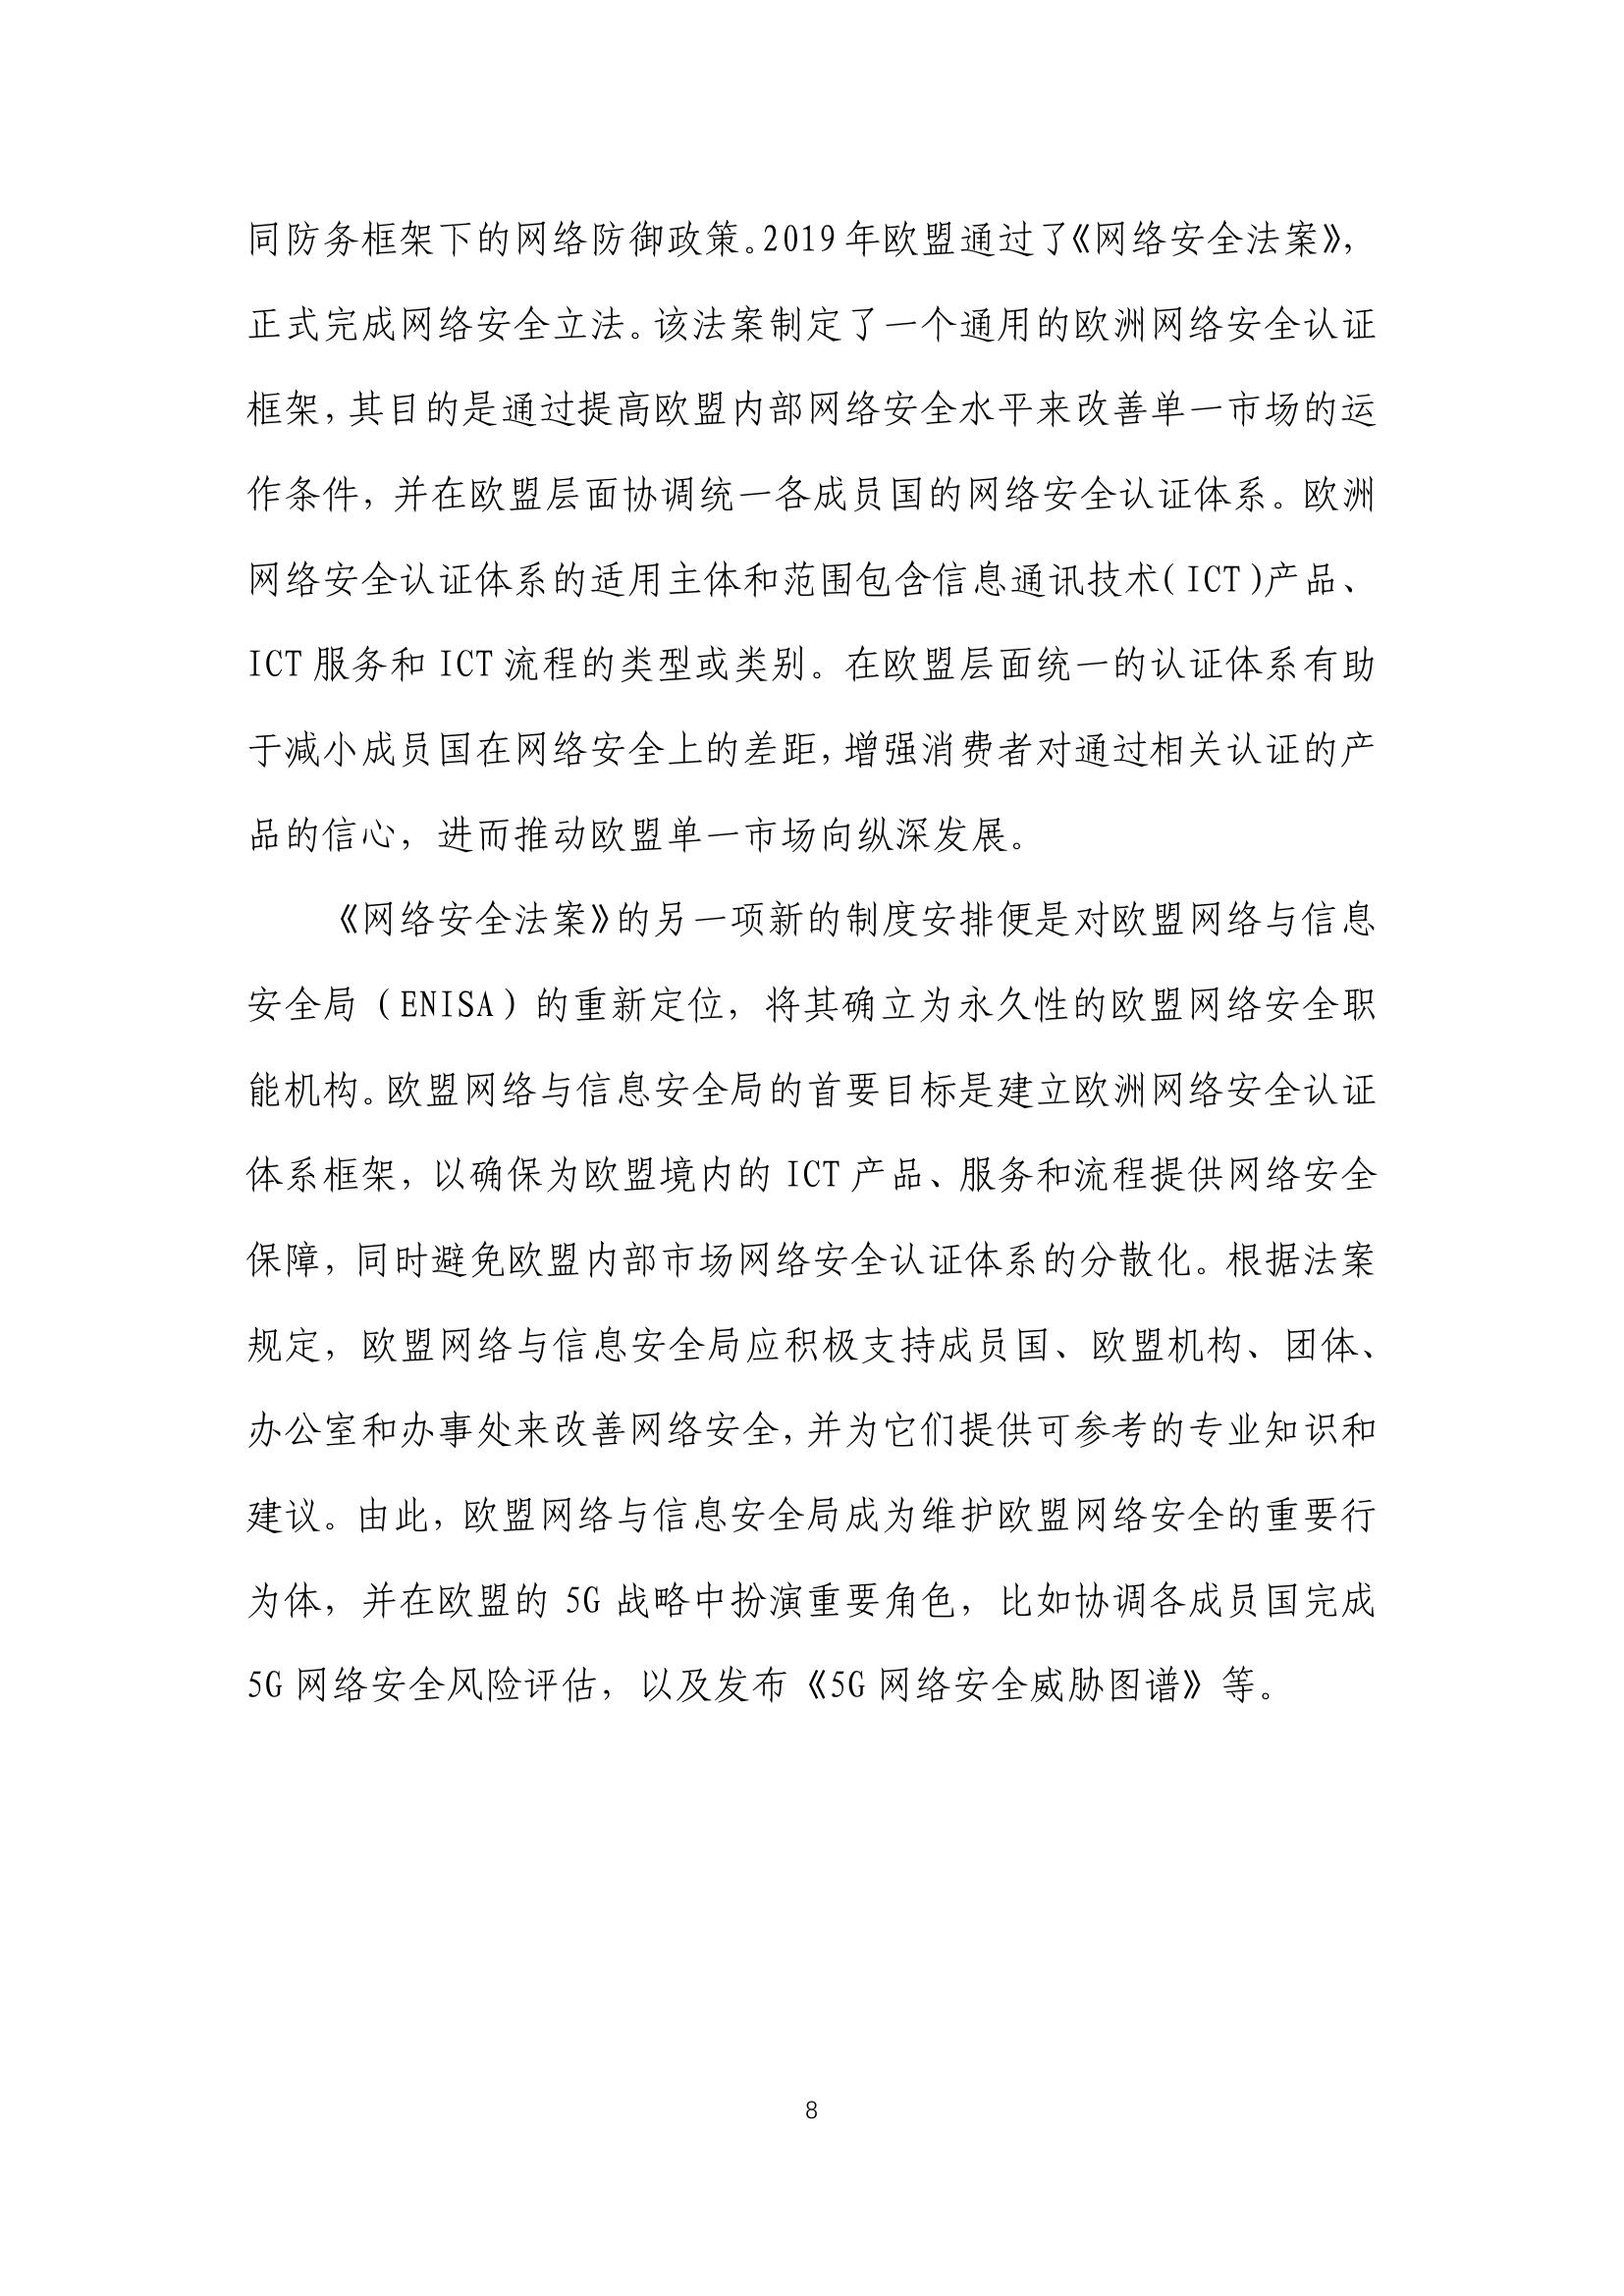 同防务框架下的网络防御政策。2019 年欧盟通过了《网络安全法案》，
正式完成网络安全立法。该法案制定了一个通用的欧洲网络安全认证
框架，其目的是通过提高欧盟内部网络安全水平来改善单一市场的运
作条件，并在欧盟层面协调统一各成员国的网络安全认证体系。欧洲
网络安全认证体系的适用主体和范围包含信息通讯技术(ICT)产品、
ICT 服务和 ICT 流程的类型或类别。在欧盟层面统一的认证体系有助
于减小成员国在网络安全上的差距，增强消费者对通过相关认证的产
品的信心，进而推动欧盟单一市场向纵深发展。
《网络安全法案》的另一项新的制度安排便是对欧盟网络与信息
安全局（ENISA）的重新定位，将其确立为永久性的欧盟网络安全职
能机构。欧盟网络与信息安全局的首要目标是建立欧洲网络安全认证
体系框架，以确保为欧盟境内的 ICT 产品、服务和流程提供网络安全
保障，同时避免欧盟内部市场网络安全认证体系的分散化。根据法案
规定，欧盟网络与信息安全局应积极支持成员国、欧盟机构、团体、
办公室和办事处来改善网络安全，并为它们提供可参考的专业知识和
建议。由此，欧盟网络与信息安全局成为维护欧盟网络安全的重要行
为体，并在欧盟的 5G 战略中扮演重要角色，比如协调各成员国完成
5G 网络安全风险评估，以及发布《5G 网络安全威胁图谱》等。
8